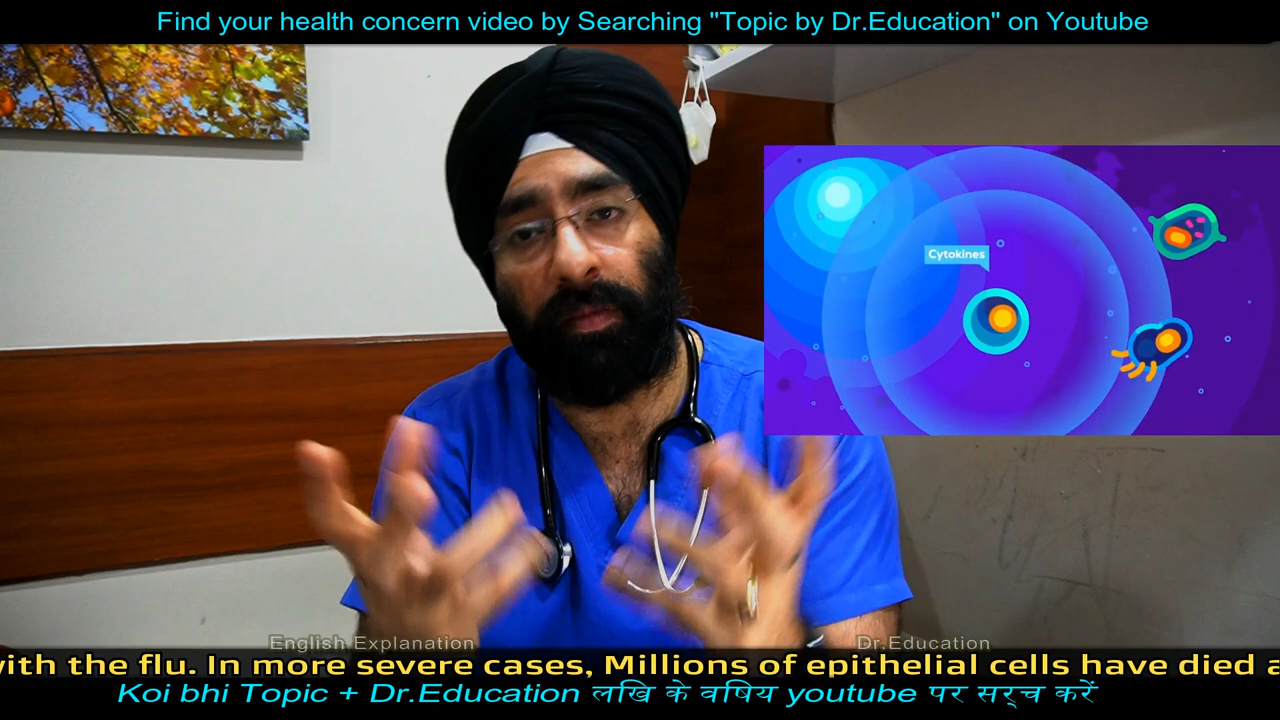 Find your health concern video by Searching "Topic by Dr.Education" on Youtube
Cytokines
English Explanation
Dr.Education
with the flu. In more severe cases, Millions of epithelial cells have died a
Koi bhi Topic + Dr.Education लखि के वषिय youtube पर सर्च करें